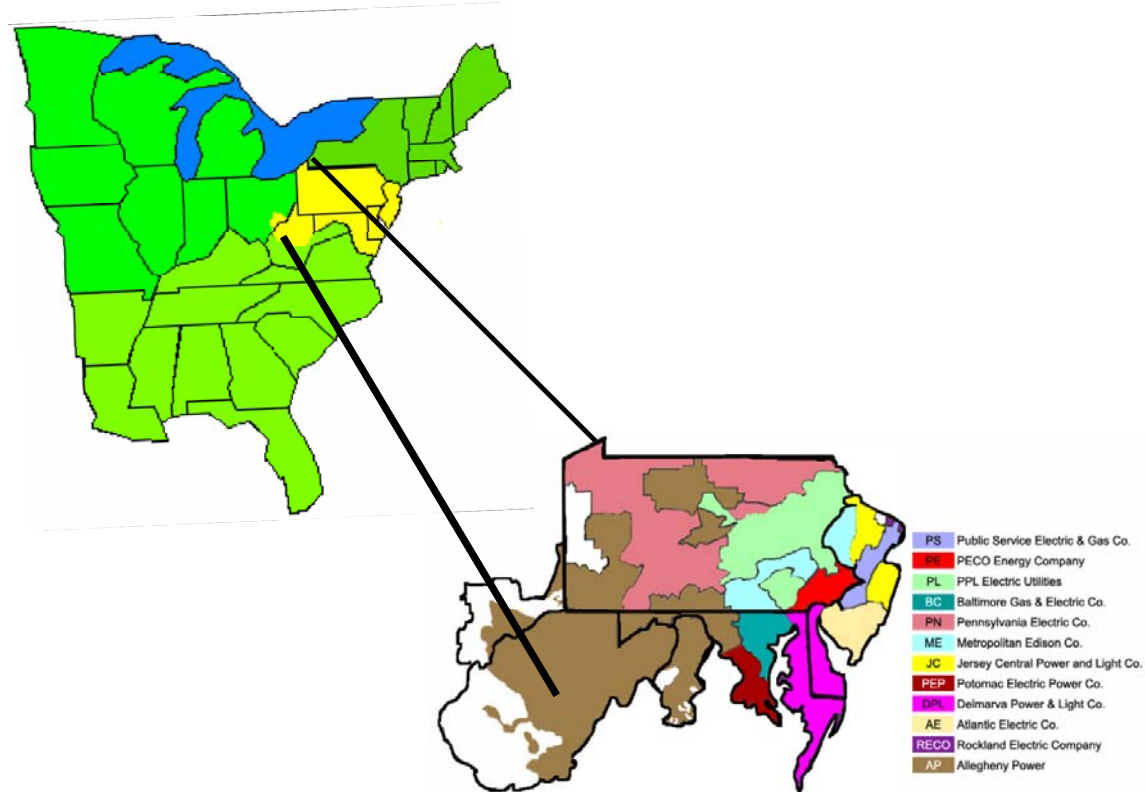 PS Public Service Electric & Gas Co.
PE PECO Energy Company
PL PPL Electric Utilities
BC Baltimore Gas & Electric Co.
PN Pennsylvania Electric Co.
ME Metropolitan Edison Co.
JC Jersey Central Power and Light Co.
PEP Potomac Electric Power Co.
DPL Delmarva Power & Light Co.
AE Atlantic Electric Co.
RECO Rockland Electric Company
AP Allegheny Power